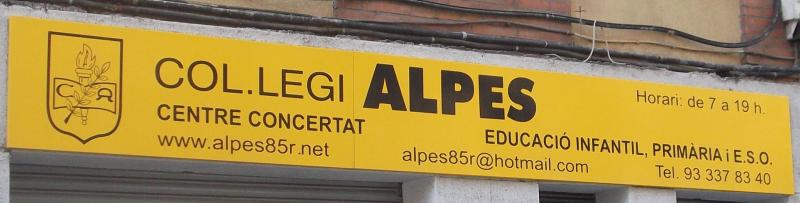 COL.LEGI ALPES
CENTRE CONCERTAT
www.alpes85r.net
Horari: de 7 a 19 h.
EDUCACIÓ INFANTIL, PRIMÀRIA i E.S.O.
alpes85r@hotmail.com
Tel. 93 337 83 40